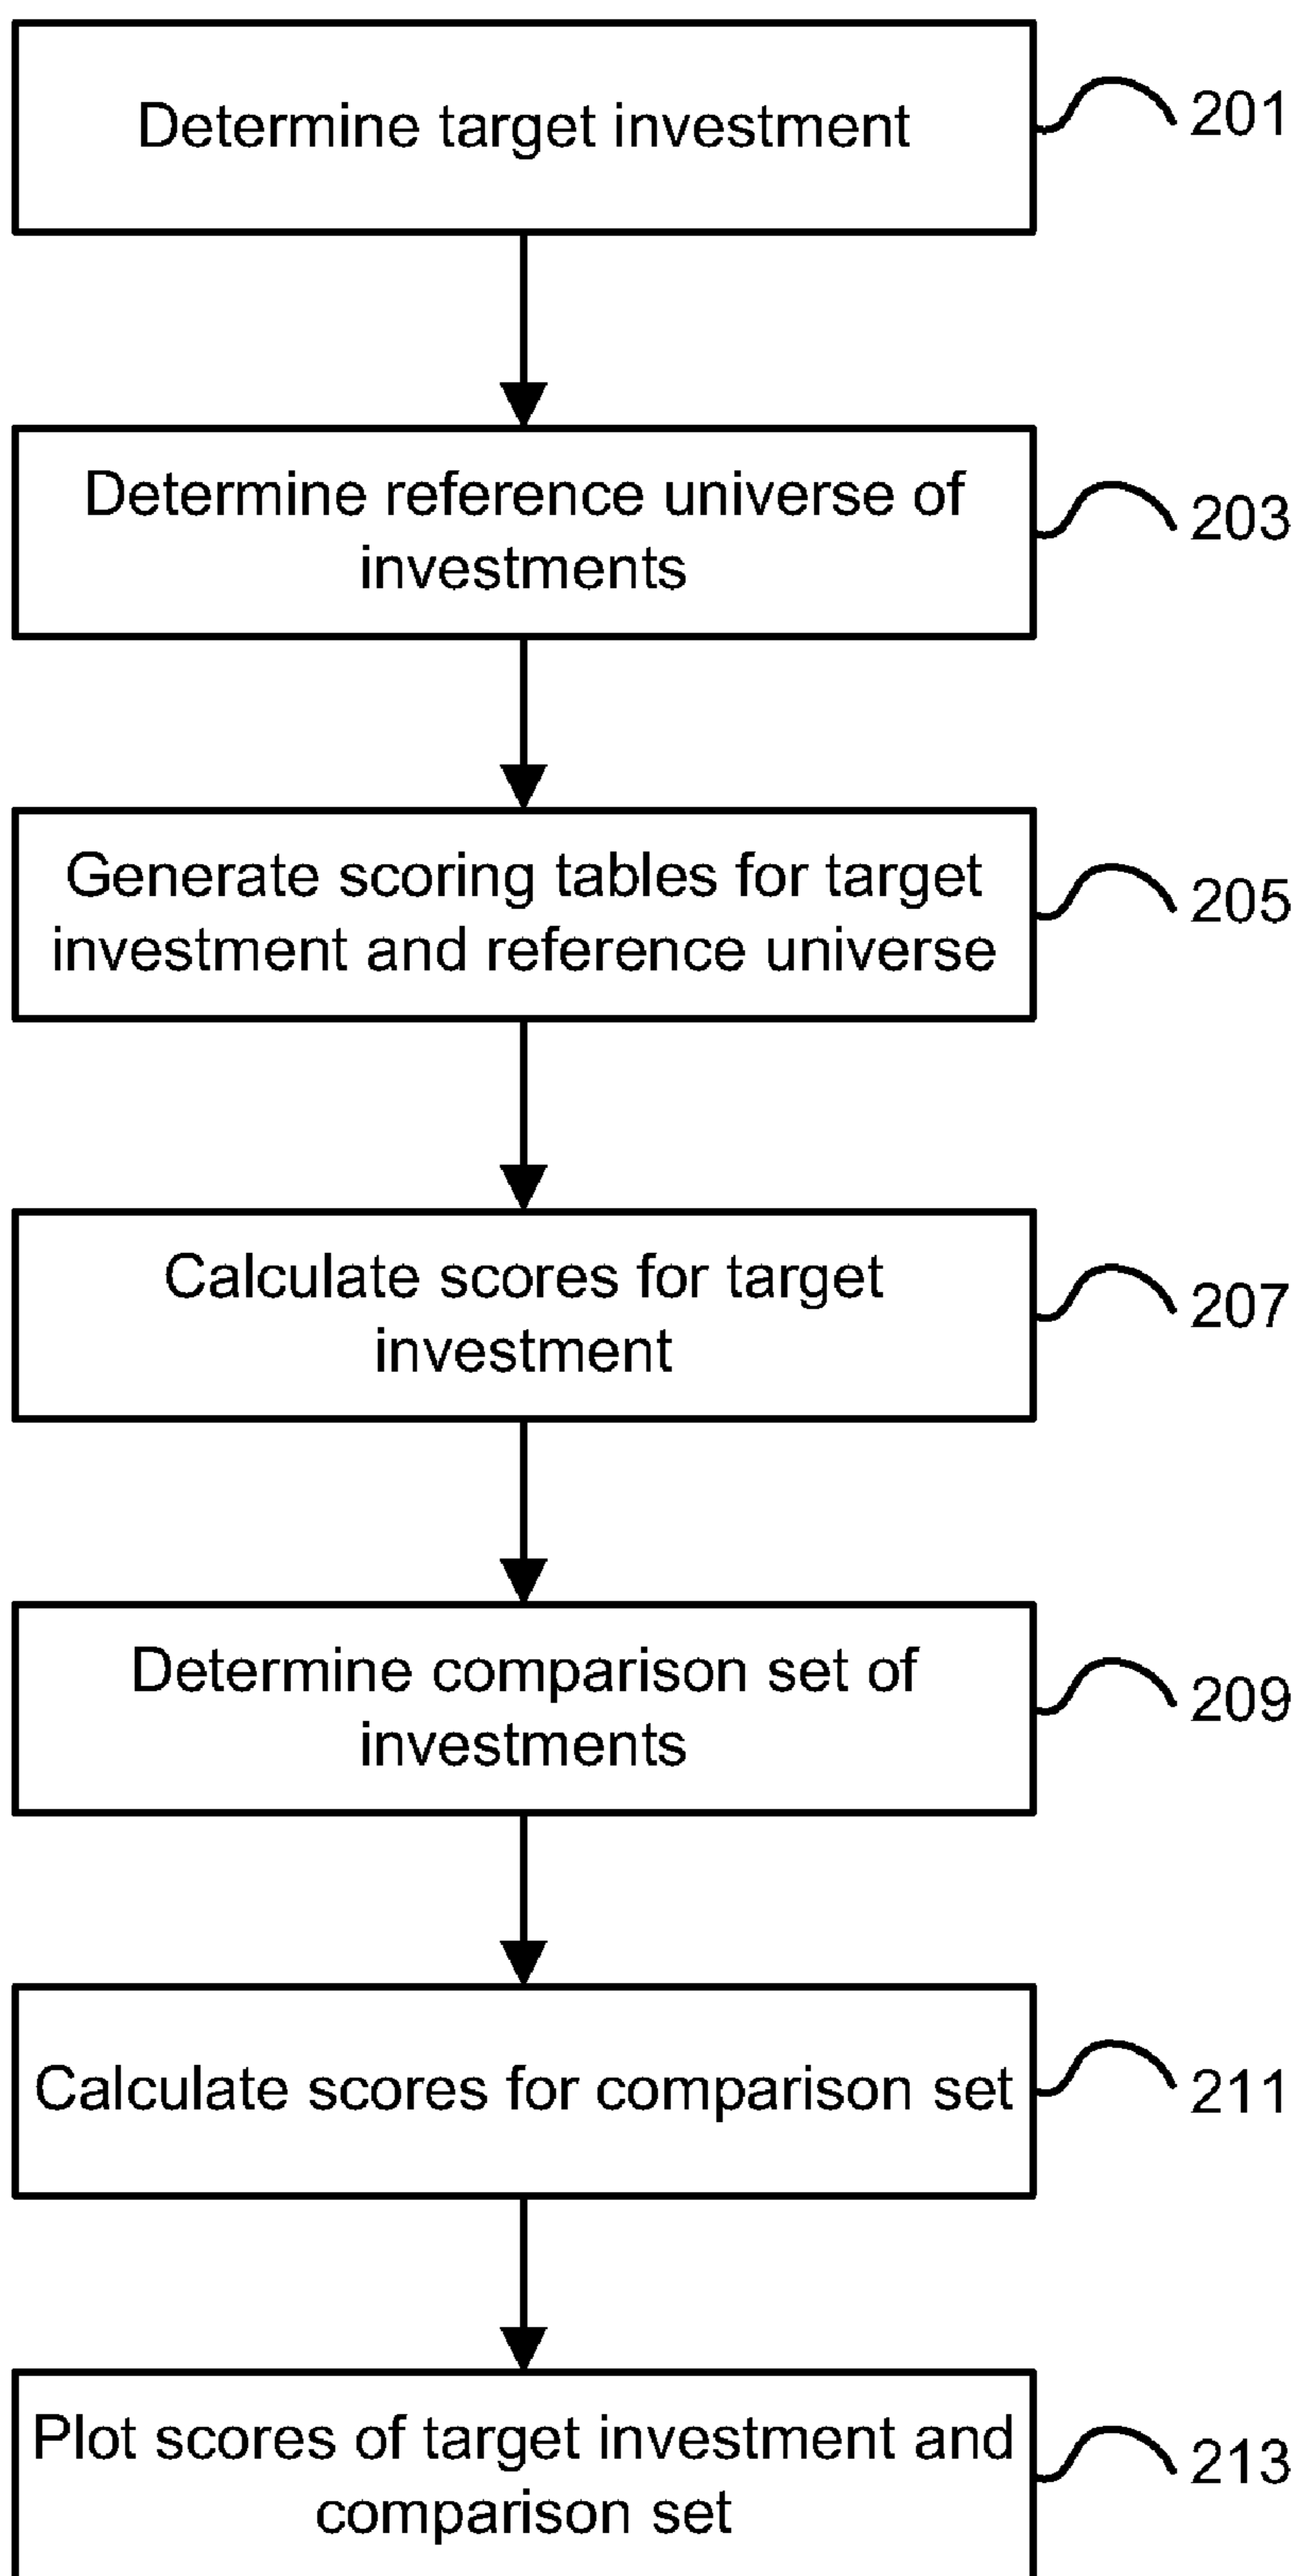 Determine target investment
201
Determine reference universe of
investments
203
Generate scoring tables for target
investment and reference universe
205
Calculate scores for target
investment
207
Determine comparison set of
investments
209
Calculate scores for comparison set
211
Plot scores of target investment and
comparison set
213